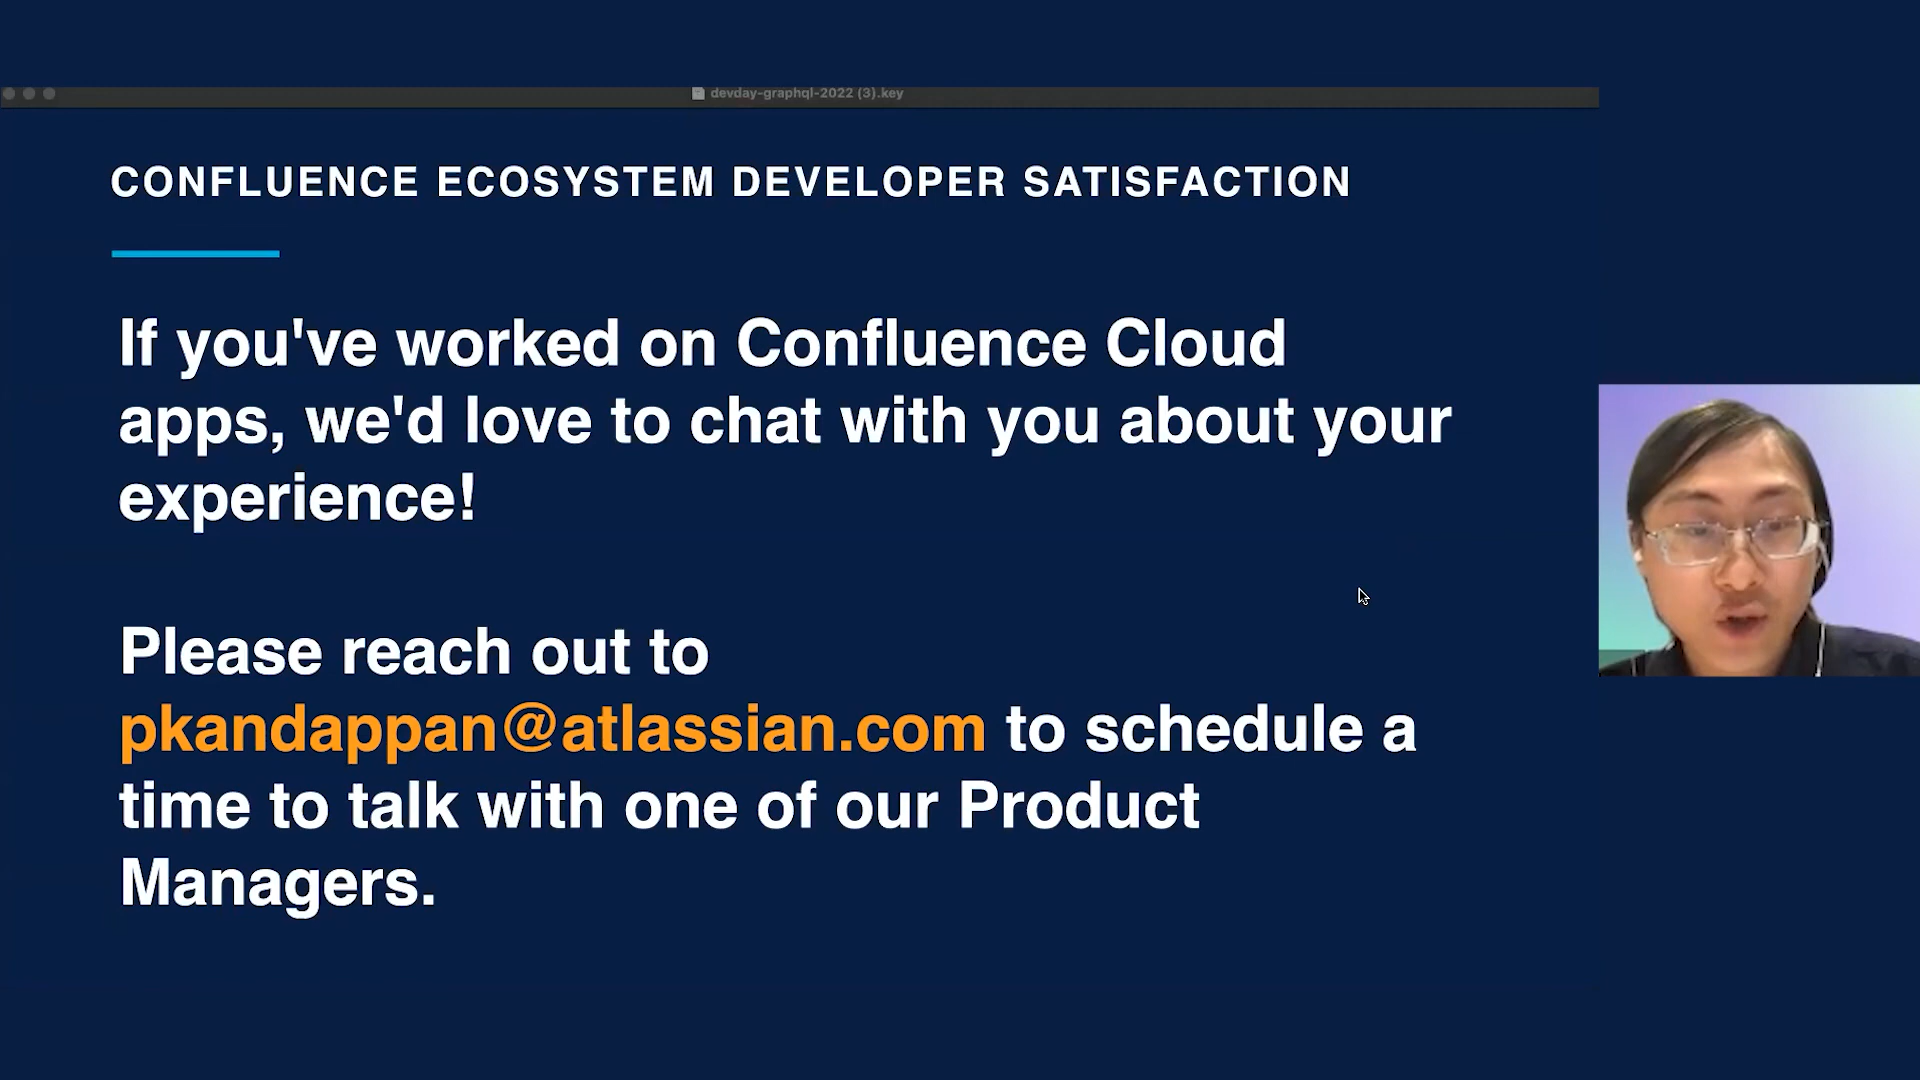 devday-graphql-2022 (3).key
CONFLUENCE ECOSYSTEM DEVELOPER SATISFACTION
If you've worked on Confluence Cloud
apps, we'd love to chat with you about your
experience!
Please reach out to
pkandappan@atlassian.com to schedule a
time to talk with one of our Product
Managers.